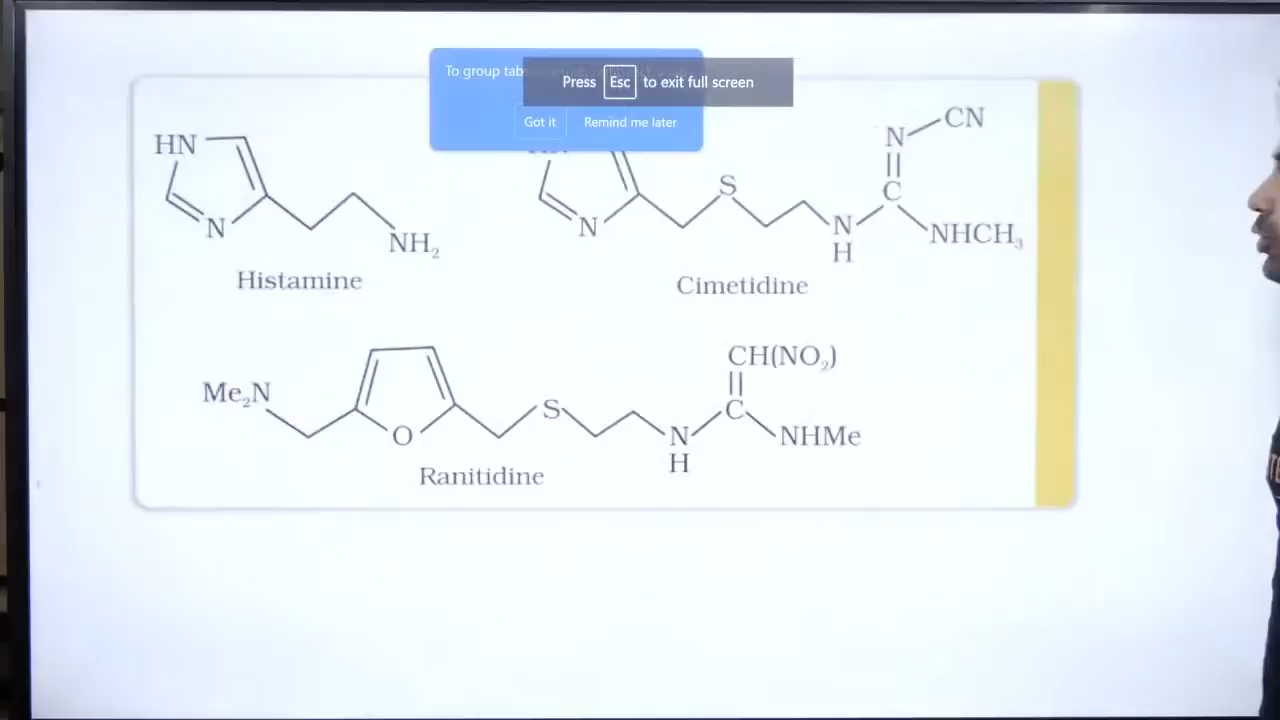 To group tabs
Press Esc to exit full screen
Got it Remind me later
HN
N
NH₂
Histamine
N
S
N
H
C
N
CN
NHCH₃
Cimetidine
Me₂N
O
S
N
H
C
CH(NO₂)
NHMe
Ranitidine